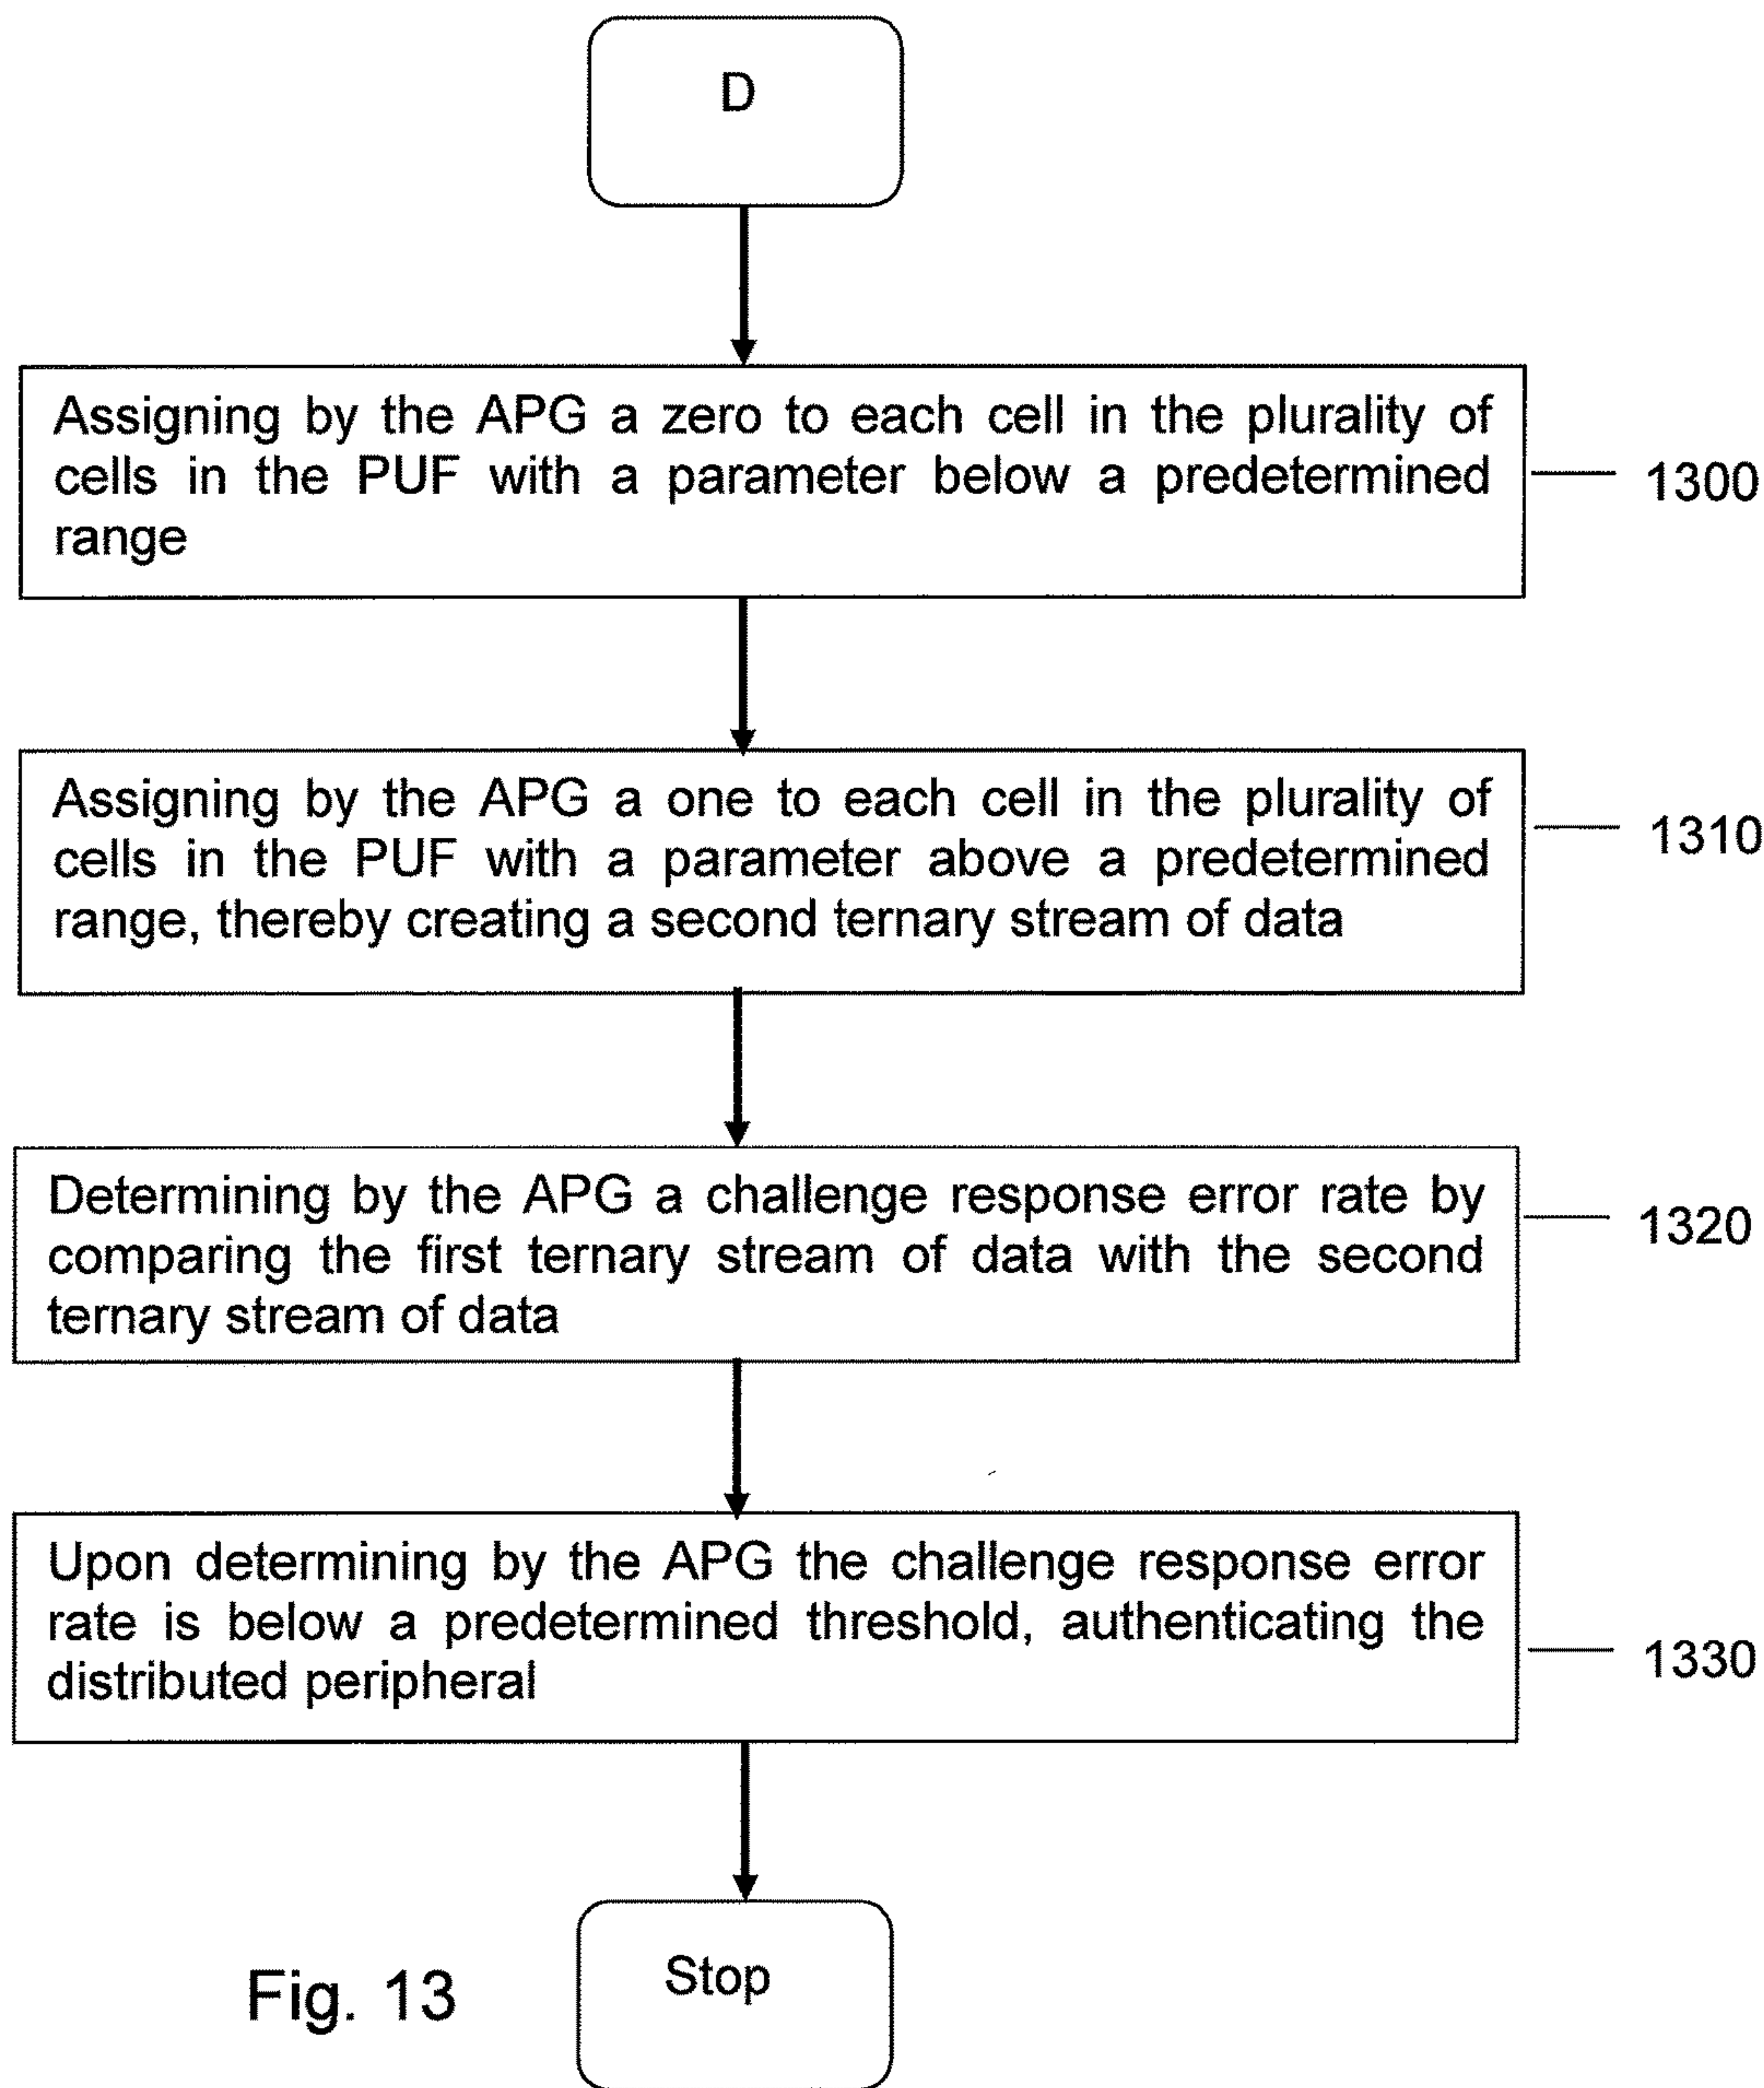 D
Assigning by the APG a zero to each cell in the plurality of
cells in the PUF with a parameter below a predetermined
range
1300
Assigning by the APG a one to each cell in the plurality of
cells in the PUF with a parameter above a predetermined
range, thereby creating a second ternary stream of data
1310
Determining by the APG a challenge response error rate by
comparing the first ternary stream of data with the second
ternary stream of data
1320
Upon determining by the APG the challenge response error
rate is below a predetermined threshold, authenticating the
distributed peripheral
1330
Stop
Fig. 13